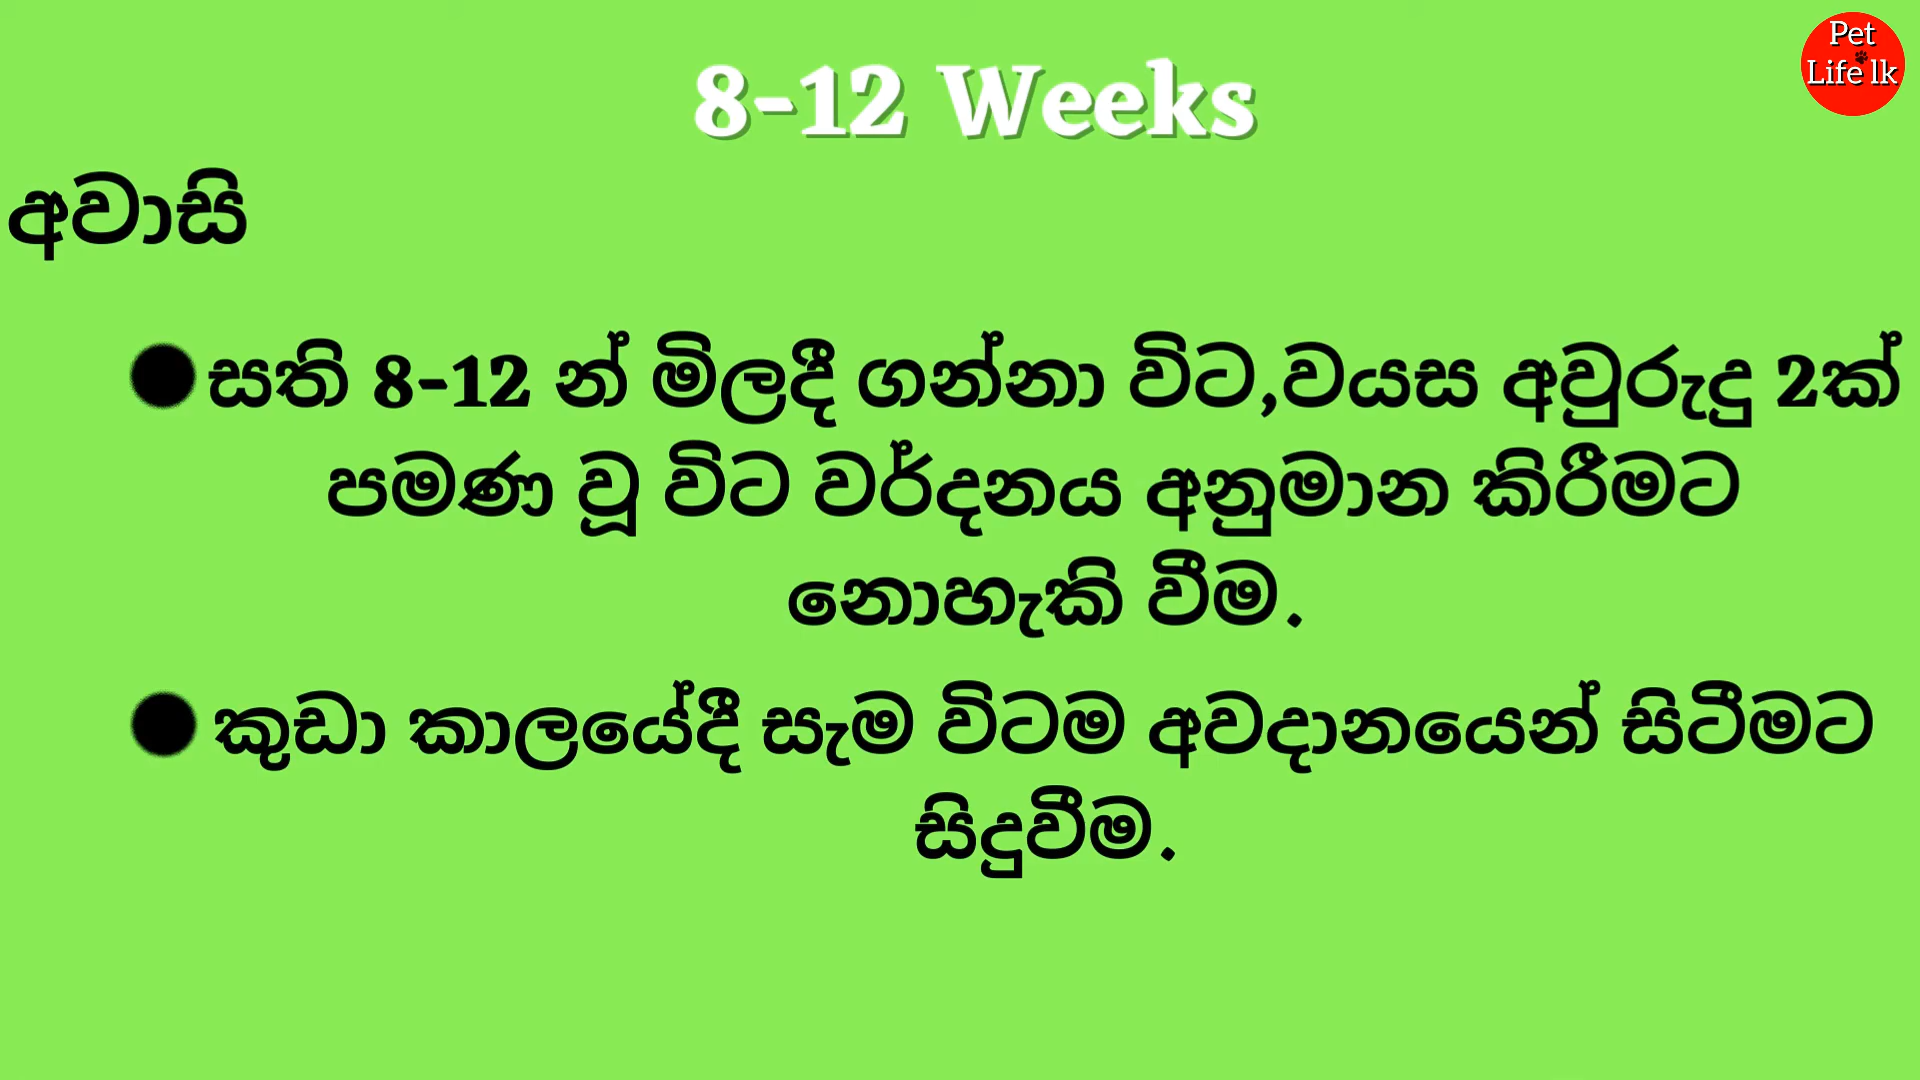 Pet
Life lk
8-12 Weeks
අවාසි
සති 8-12 න් මිලදී ගන්නා විට,වයස අවුරුදු 2ක්
පමණ වූ විට වර්දනය අනුමාන කිරීමට
නොහැකි වීම.
කුඩා කාලයේදී සැම විටම අවදානයෙන් සිටීමට
සිදුවීම.